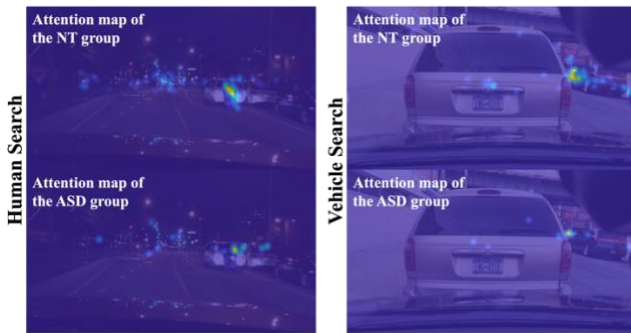 Human Search
Attention map of
the NT group
Attention map of
the ASD group
Vehicle Search
Attention map of
the NT group
Attention map of
the ASD group